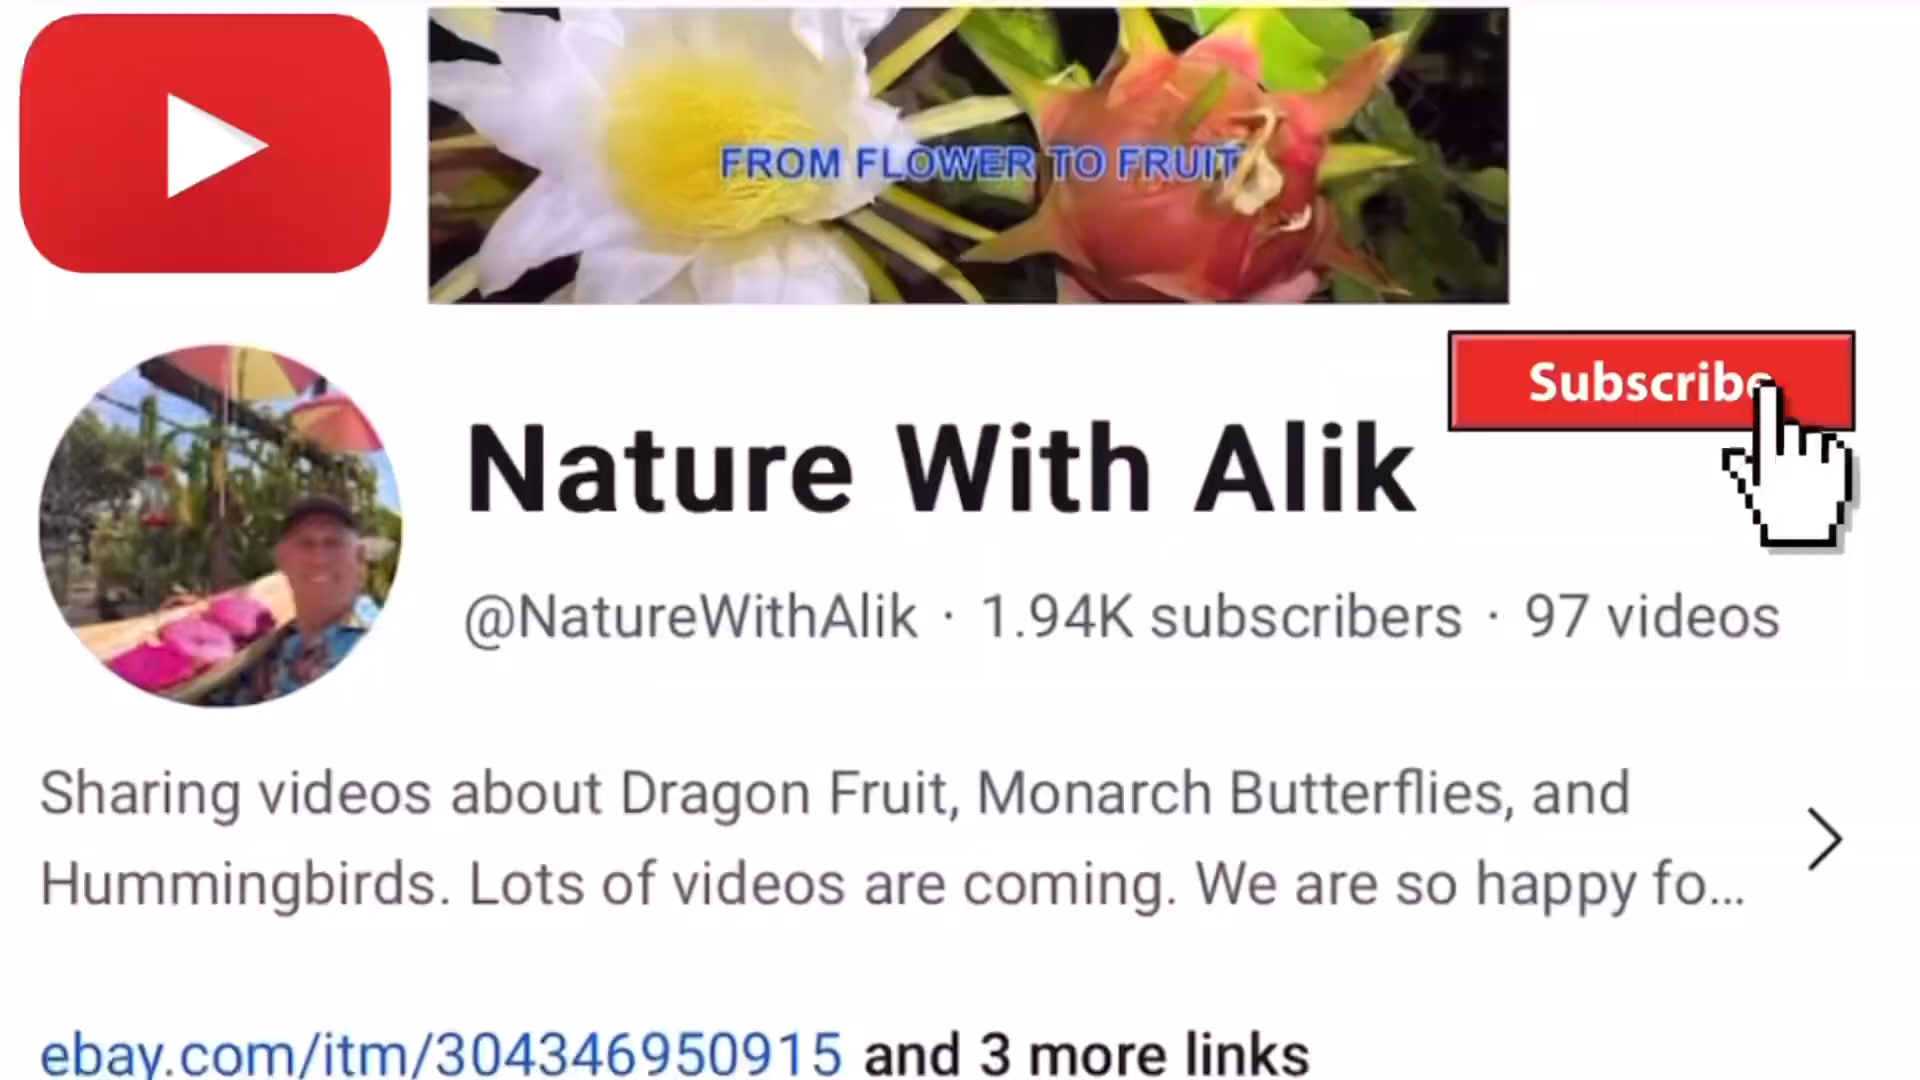 FROM FLOWER TO FRUIT
Subscribe
Nature With Alik
@NatureWithAlik · 1.94K subscribers · 97 videos
Sharing videos about Dragon Fruit, Monarch Butterflies, and
Hummingbirds. Lots of videos are coming. We are so happy fo...
ebay.com/itm/304346950915 and 3 more links